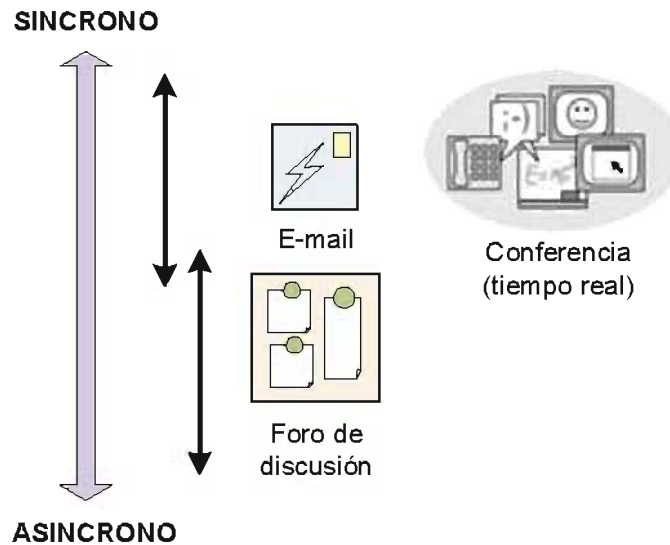 SINCRONO
E-mail
Conferencia
(tiempo real)
Foro de
discusión
ASINCRONO